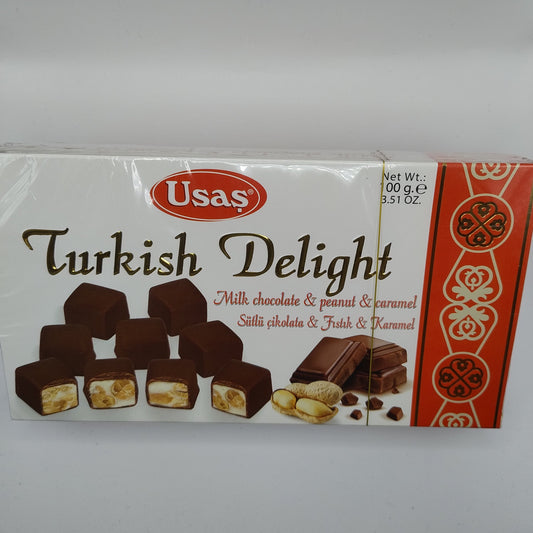 Usaş®
Net Wt.:
100 g.e
3.51 OZ.
Turkish Delight
Milk chocolate & peanut & caramel
Sütlü çikolata & Fıstık & Karamel